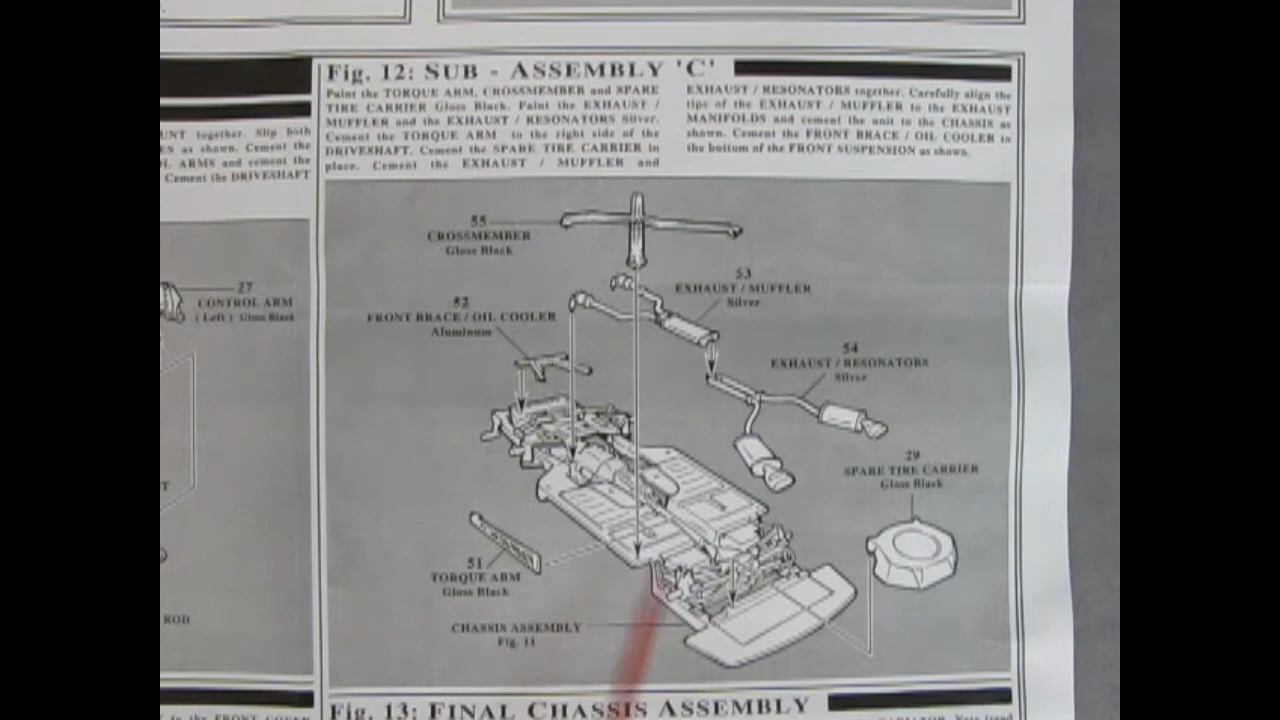 Fig. 12: SUB - ASSEMBLY 'C'
Paint the TORQUE ARM, CROSSMEMBER and SPARE
TIRE CARRIER Gloss Black. Paint the EXHAUST /
MUFFLER and the EXHAUST / RESONATORS Silver.
Cement the TORQUE ARM to the right side of the
DRIVESHAFT. Cement the SPARE TIRE CARRIER in
place. Cement the EXHAUST / MUFFLER and
EXHAUST / RESONATORS together. Carefully align the
tips of the EXHAUST / MUFFLER to the EXHAUST
MANIFOLDS and cement the unit to the CHASSIS as
shown. Cement the FRONT BRACE / OIL COOLER to
the bottom of the FRONT SUSPENSION as shown.
UNT together. Slip both
ES as shown. Cement the
ARMS and cement the
Cement the DRIVESHAFT
55
CROSSMEMBER
Gloss Black
53
EXHAUST / MUFFLER
Silver
27
CONTROL ARM
( Left ) Gloss Black
52
FRONT BRACE / OIL COOLER
Aluminum
54
EXHAUST / RESONATORS
Silver
29
SPARE TIRE CARRIER
Gloss Black
T
51
TORQUE ARM
Gloss Black
ROD
CHASSIS ASSEMBLY
Fig. 11
Fig. 13: FINAL CHASSIS ASSEMBLY
to the FRONT